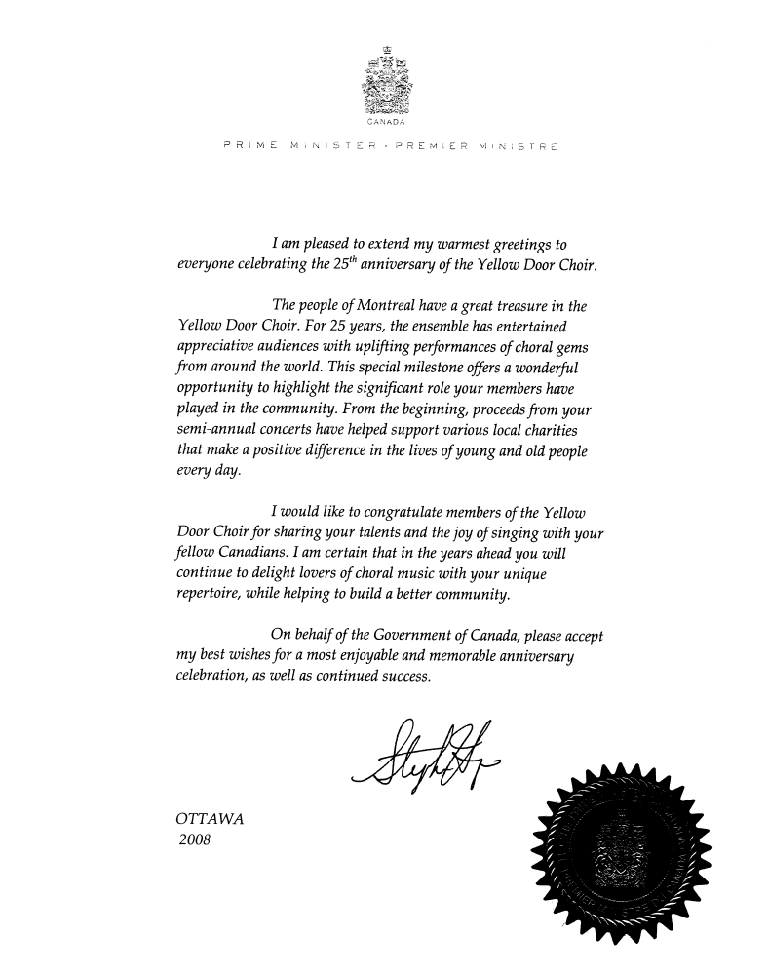 CANADA
PRIME MINISTER · PREMIER MINISTRE
I am pleased to extend my warmest greetings to
everyone celebrating the 25th anniversary of the Yellow Door Choir.
The people of Montreal have a great treasure in the
Yellow Door Choir. For 25 years, the ensemble has entertained
appreciative audiences with uplifting performances of choral gems
from around the world. This special milestone offers a wonderful
opportunity to highlight the significant role your members have
played in the community. From the beginning, proceeds from your
semi-annual concerts have helped support various local charities
that make a positive difference in the lives of young and old people
every day.
I would like to congratulate members of the Yellow
Door Choir for sharing your talents and the joy of singing with your
fellow Canadians. I am certain that in the years ahead you will
continue to delight lovers of choral music with your unique
repertoire, while helping to build a better community.
On behalf of the Government of Canada, please accept
my best wishes for a most enjoyable and memorable anniversary
celebration, as well as continued success.
OTTAWA
2008